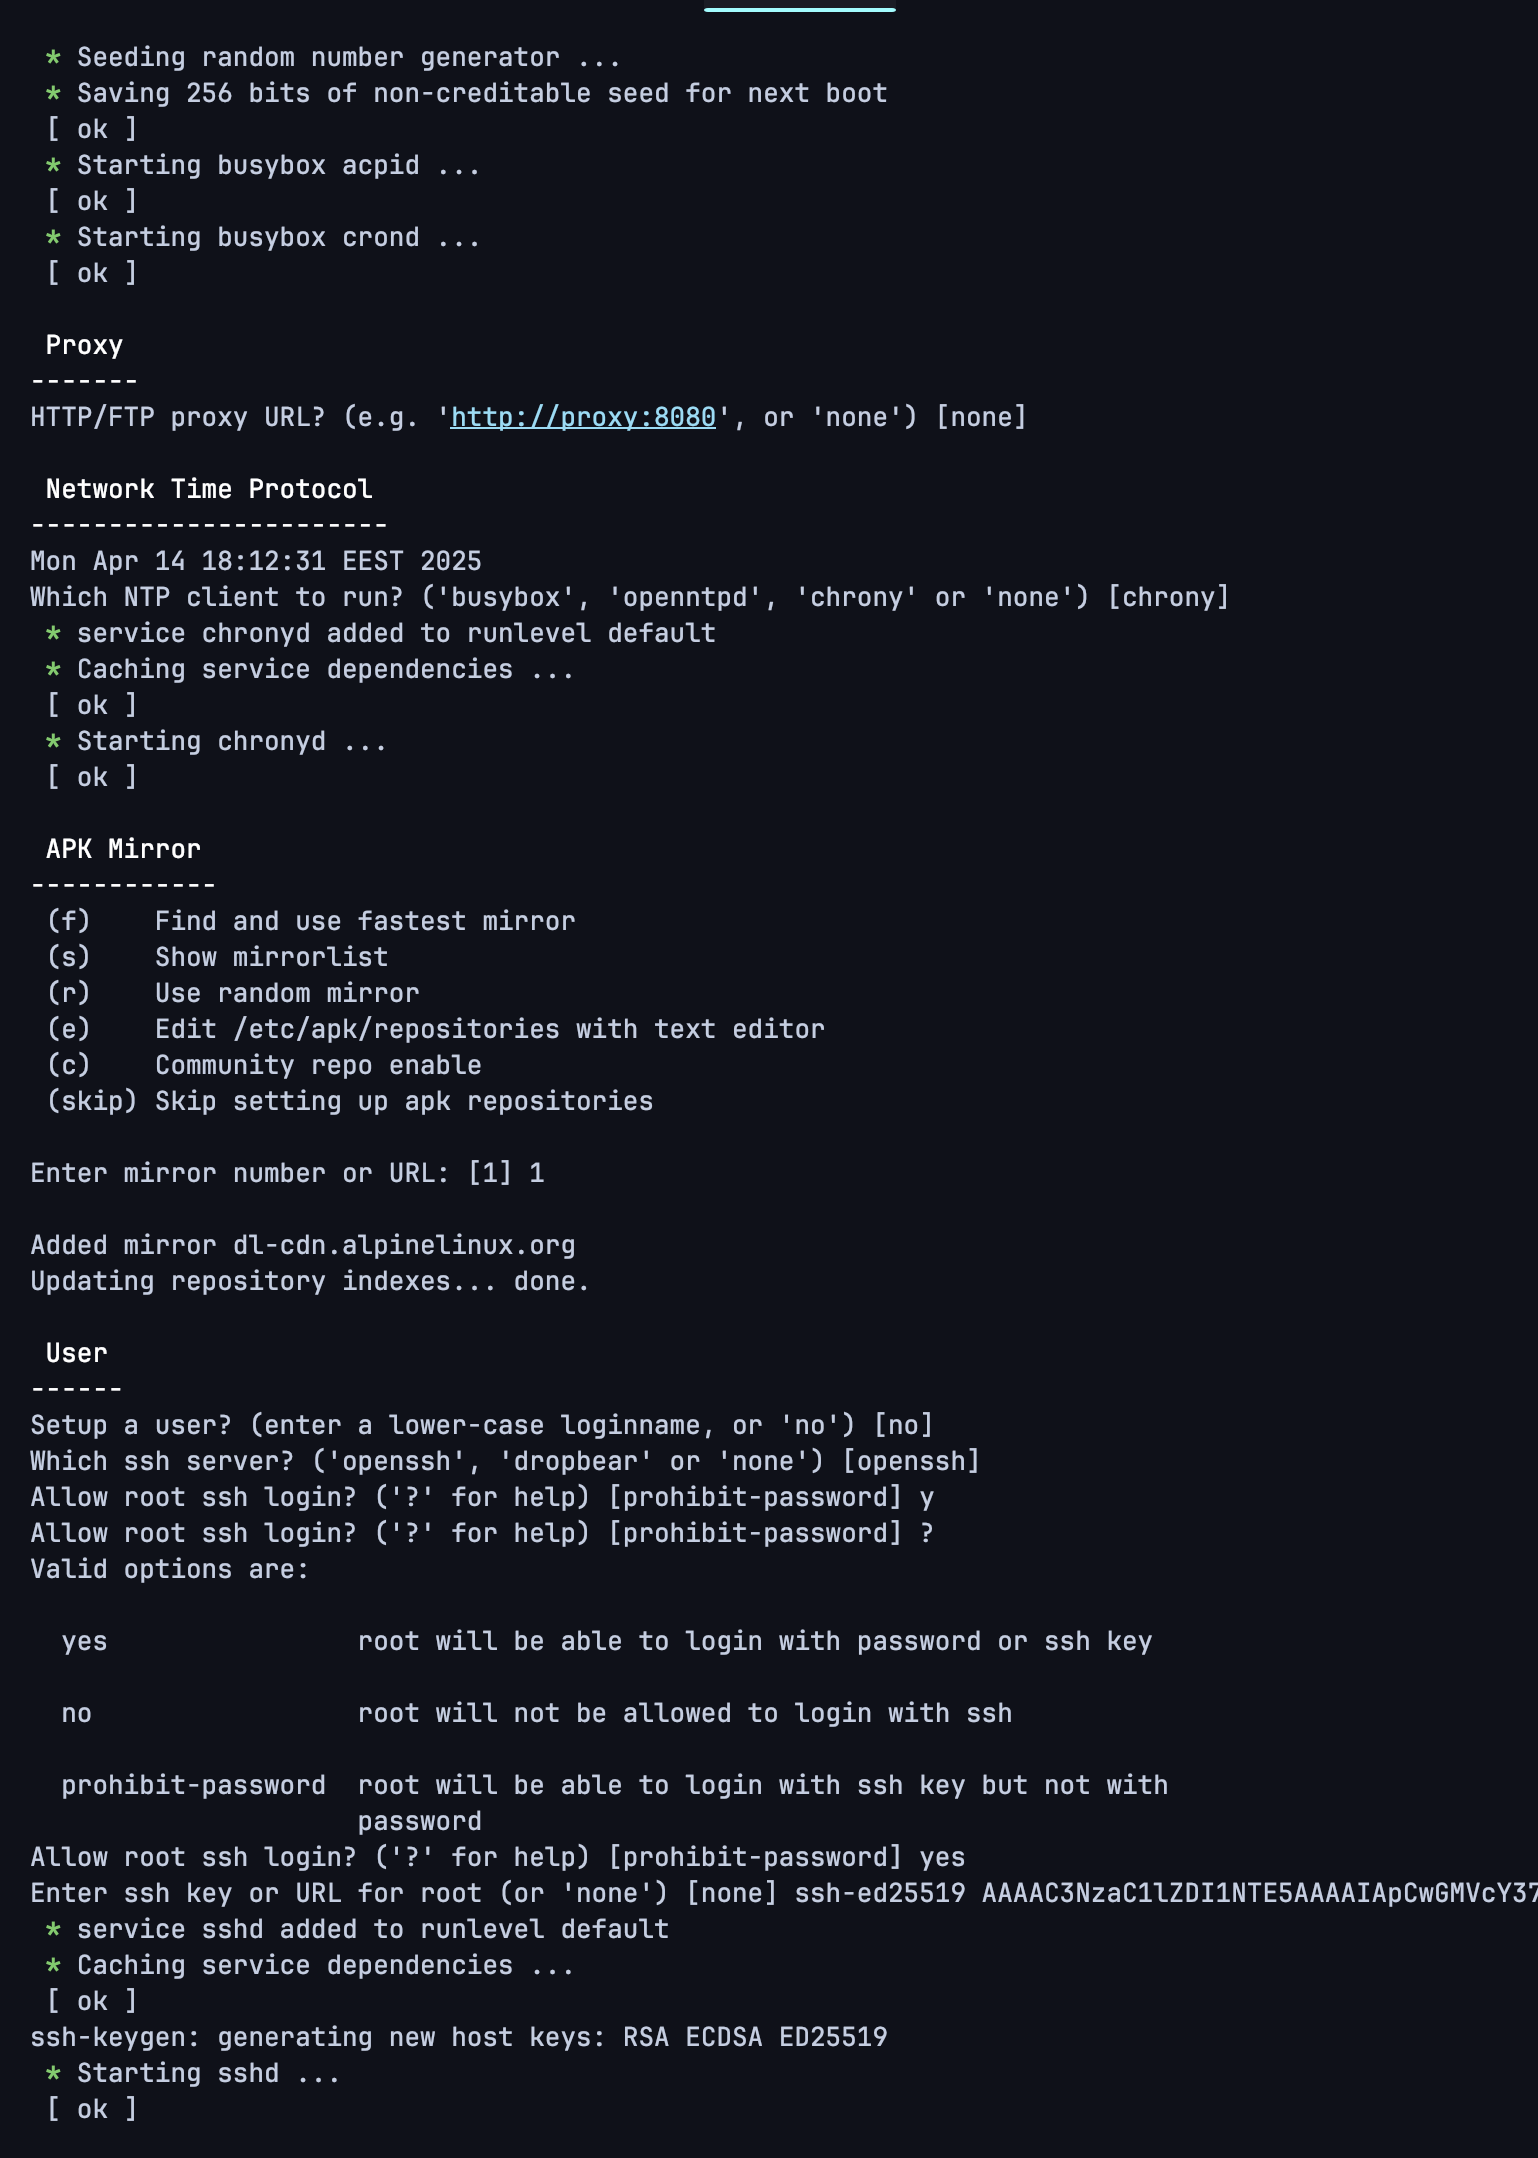 * Seeding random number generator ...
* Saving 256 bits of non-creditable seed for next boot
[ ok ]
* Starting busybox acpid ...
[ ok ]
* Starting busybox crond ...
[ ok ]
Proxy
-------
HTTP/FTP proxy URL? (e.g. 'http://proxy:8080', or 'none') [none]
Network Time Protocol
-----------------------
Mon Apr 14 18:12:31 EEST 2025
Which NTP client to run? ('busybox', 'openntpd', 'chrony' or 'none') [chrony]
* service chronyd added to runlevel default
* Caching service dependencies ...
[ ok ]
* Starting chronyd ...
[ ok ]
APK Mirror
------------
(f)    Find and use fastest mirror
(s)    Show mirrorlist
(r)    Use random mirror
(e)    Edit /etc/apk/repositories with text editor
(c)    Community repo enable
(skip) Skip setting up apk repositories
Enter mirror number or URL: [1] 1
Added mirror dl-cdn.alpinelinux.org
Updating repository indexes... done.
User
------
Setup a user? (enter a lower-case loginname, or 'no') [no]
Which ssh server? ('openssh', 'dropbear' or 'none') [openssh]
Allow root ssh login? ('?' for help) [prohibit-password] y
Allow root ssh login? ('?' for help) [prohibit-password] ?
Valid options are:
yes                root will be able to login with password or ssh key
no                 root will not be allowed to login with ssh
prohibit-password  root will be able to login with ssh key but not with
password
Allow root ssh login? ('?' for help) [prohibit-password] yes
Enter ssh key or URL for root (or 'none') [none] ssh-ed25519 AAAAC3NzaC1lZDI1NTE5AAAAIApCwGMVcY37
* service sshd added to runlevel default
* Caching service dependencies ...
[ ok ]
ssh-keygen: generating new host keys: RSA ECDSA ED25519
* Starting sshd ...
[ ok ]